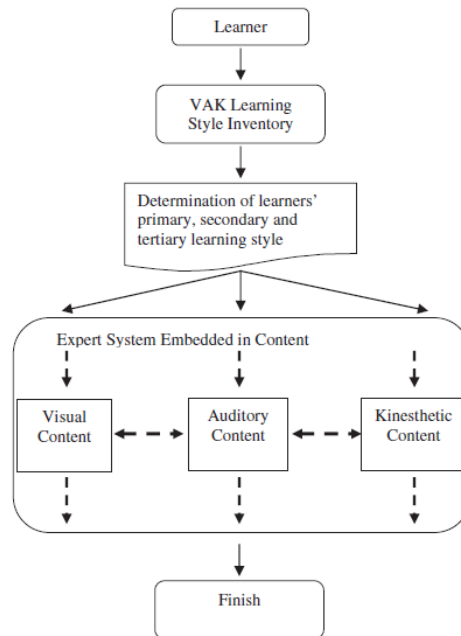 Learner
VAK Learning
Style Inventory
Determination of learners'
primary, secondary and
tertiary learning style
Expert System Embedded in Content
Visual
Content
Auditory
Content
Kinesthetic
Content
Finish